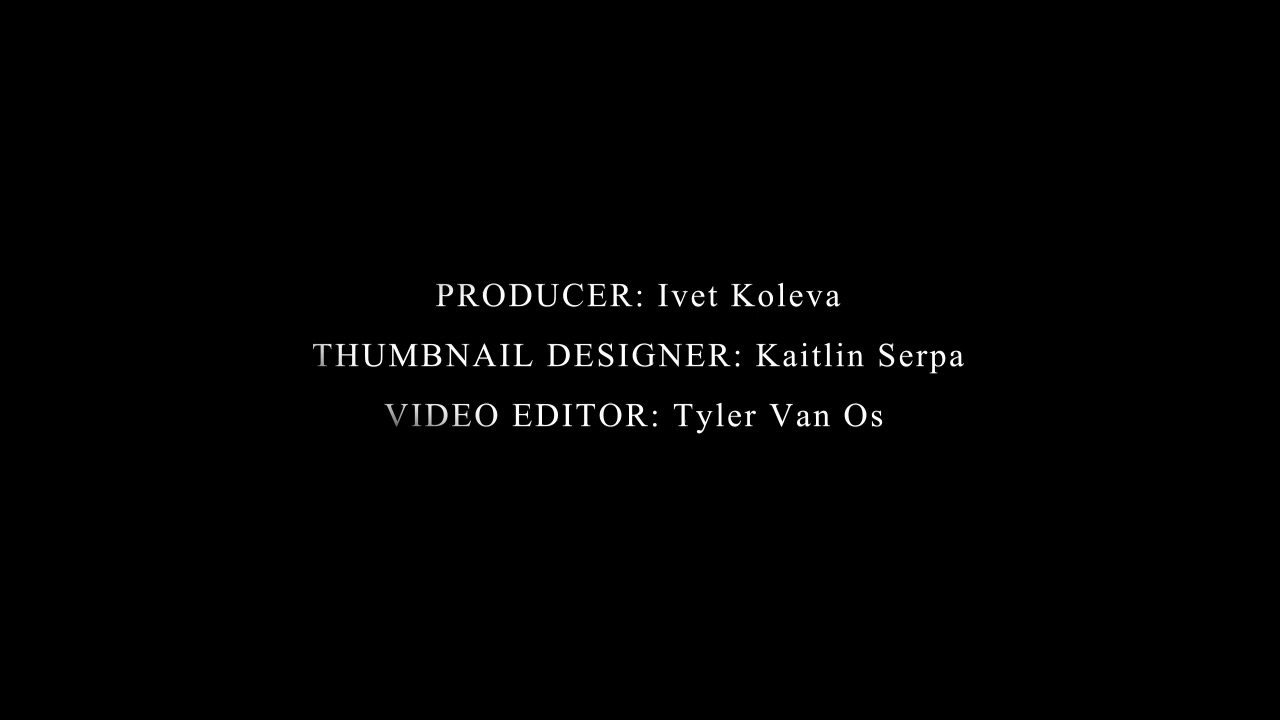 PRODUCER: Ivet Koleva
THUMBNAIL DESIGNER: Kaitlin Serpa
VIDEO EDITOR: Tyler Van Os